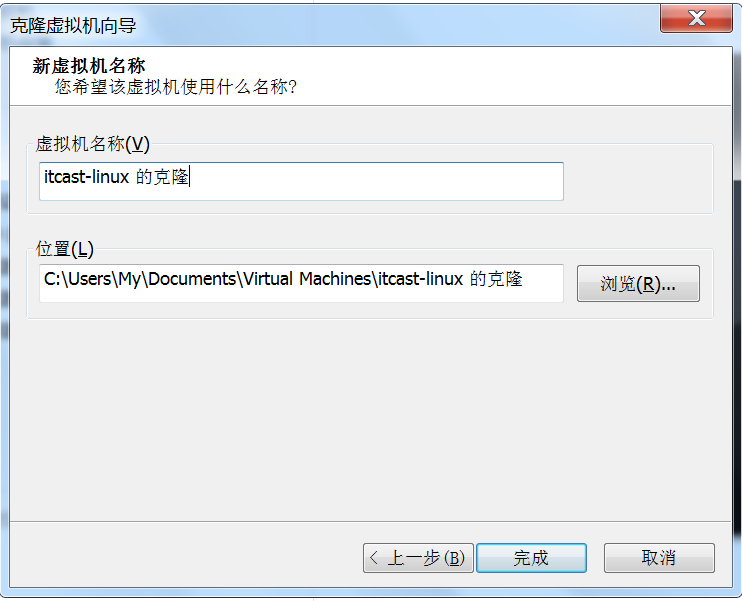 克隆虚拟机向导
新虚拟机名称
您希望该虚拟机使用什么名称?
虚拟机名称(V)
itcast-linux 的克隆
位置(L)
C:\Users\My\Documents\Virtual Machines\itcast-linux 的克隆
浏览(R)...
< 上一步(B)
完成
取消